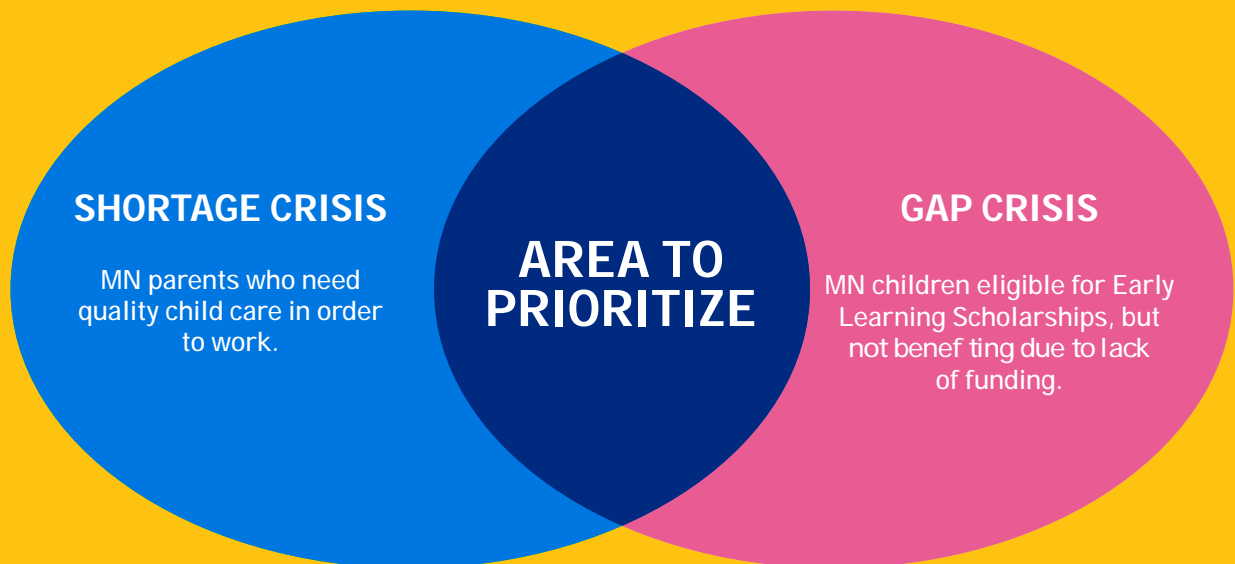 SHORTAGE CRISIS
MN parents who need
quality child care in order
to work.
AREA TO
PRIORITIZE
GAP CRISIS
MN children eligible for Early
Learning Scholarships, but
not benef ting due to lack
of funding.